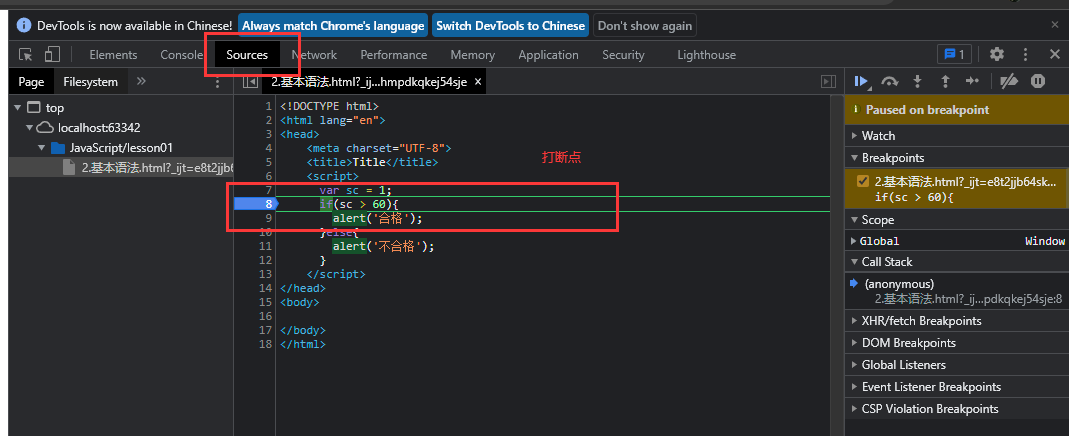 DevTools is now available in Chinese! Always match Chrome's language Switch DevTools to Chinese Don't show again
Elements Console Sources Network Performance Memory Application Security Lighthouse 1
Page Filesystem
2.基本语法.html?_ij...hmpdkqkej54sje
top
localhost:63342
JavaScript/lesson01
2.基本语法.html?_ijt=e8t2jjb6
1 <!DOCTYPE html>
2 <html lang="en">
3 <head>
4 <meta charset="UTF-8">
5 <title>Title</title>
6 <script>
7 var sc = 1;
8 if(sc > 60){
9 alert('合格');
10 }else{
11 alert('不合格');
12 }
13 </script>
14 </head>
15 <body>
16
17 </body>
18 </html>
打断点
Paused on breakpoint
Watch
Breakpoints
2.基本语法.html?_ijt=e8t2jjb64sk...
if(sc > 60){
Scope
Global Window
Call Stack
(anonymous)
2.基本语法.html?_ij...pdkqkej54sje:8
XHR/fetch Breakpoints
DOM Breakpoints
Global Listeners
Event Listener Breakpoints
CSP Violation Breakpoints